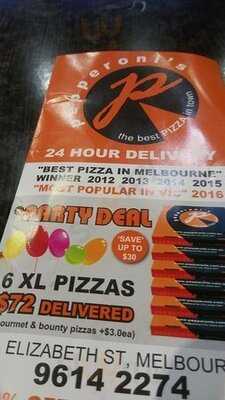 peperoni's
the best PIZZA in town
24 HOUR DELIVERY
"BEST PIZZA IN MELBOURNE"
WINNER 2012 2013 2014 2015
"MOST POPULAR IN VIC" 2016
PARTY DEAL
'SAVE' UP TO $30
6 XL PIZZAS
$72 DELIVERED
ourmet & bounty pizzas +$3.0ea)
ELIZABETH ST, MELBOUR
9614 2274